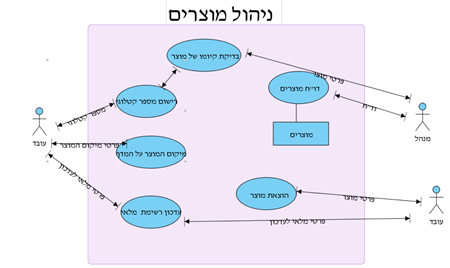 ניהול מוצרים
בדיקת קיומו של מוצר
פרטי מוצר
דו״ח מוצרים
רישום מספר קטלוגי
מספר קטלוגי
דו״ח
מנהל
מוצרים
עובד
פרטי מיקום המוצר
מיקום המוצר על המדף
פרטי מלאי לעדכון
הוצאת מוצר
פרטי מוצר
עדכון רשימת מלאי
פרטי מלאי לעדכון
עובד